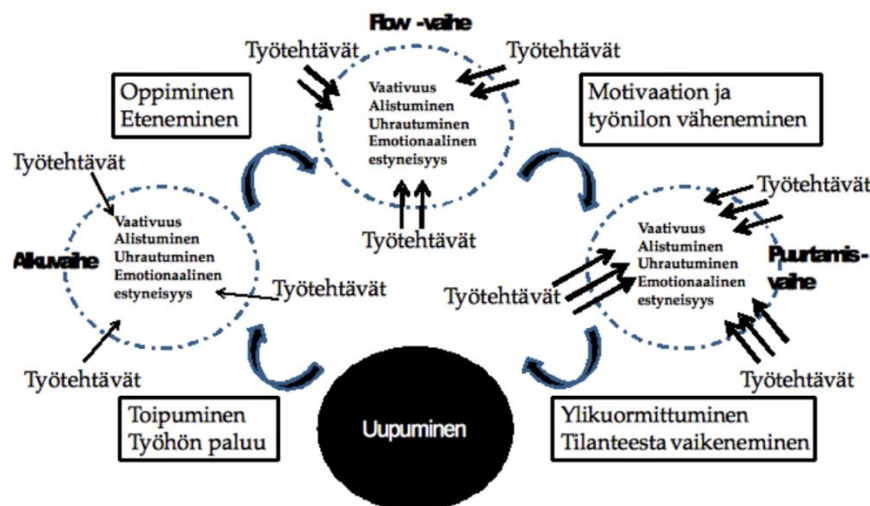 Flow -vaihe
Työtehtävät
Työtehtävät
Vaativuus
Alistuminen
Uhrautuminen
Emotionaalinen
estyneisyys
Työtehtävät
Oppiminen
Eteneminen
Motivaation ja
työnilon väheneminen
Työtehtävät
Alkuvaihe
Vaativuus
Alistuminen
Uhrautuminen
Emotionaalinen
estyneisyys
Työtehtävät
Työtehtävät
Työtehtävät
Puurtamis-
vaihe
Vaativuus
Alistuminen
Uhrautuminen
Emotionaalinen
estyneisyys
Työtehtävät
Työtehtävät
Toipuminen
Työhön paluu
Uupuminen
Ylikuormittuminen
Tilanteesta vaikeneminen